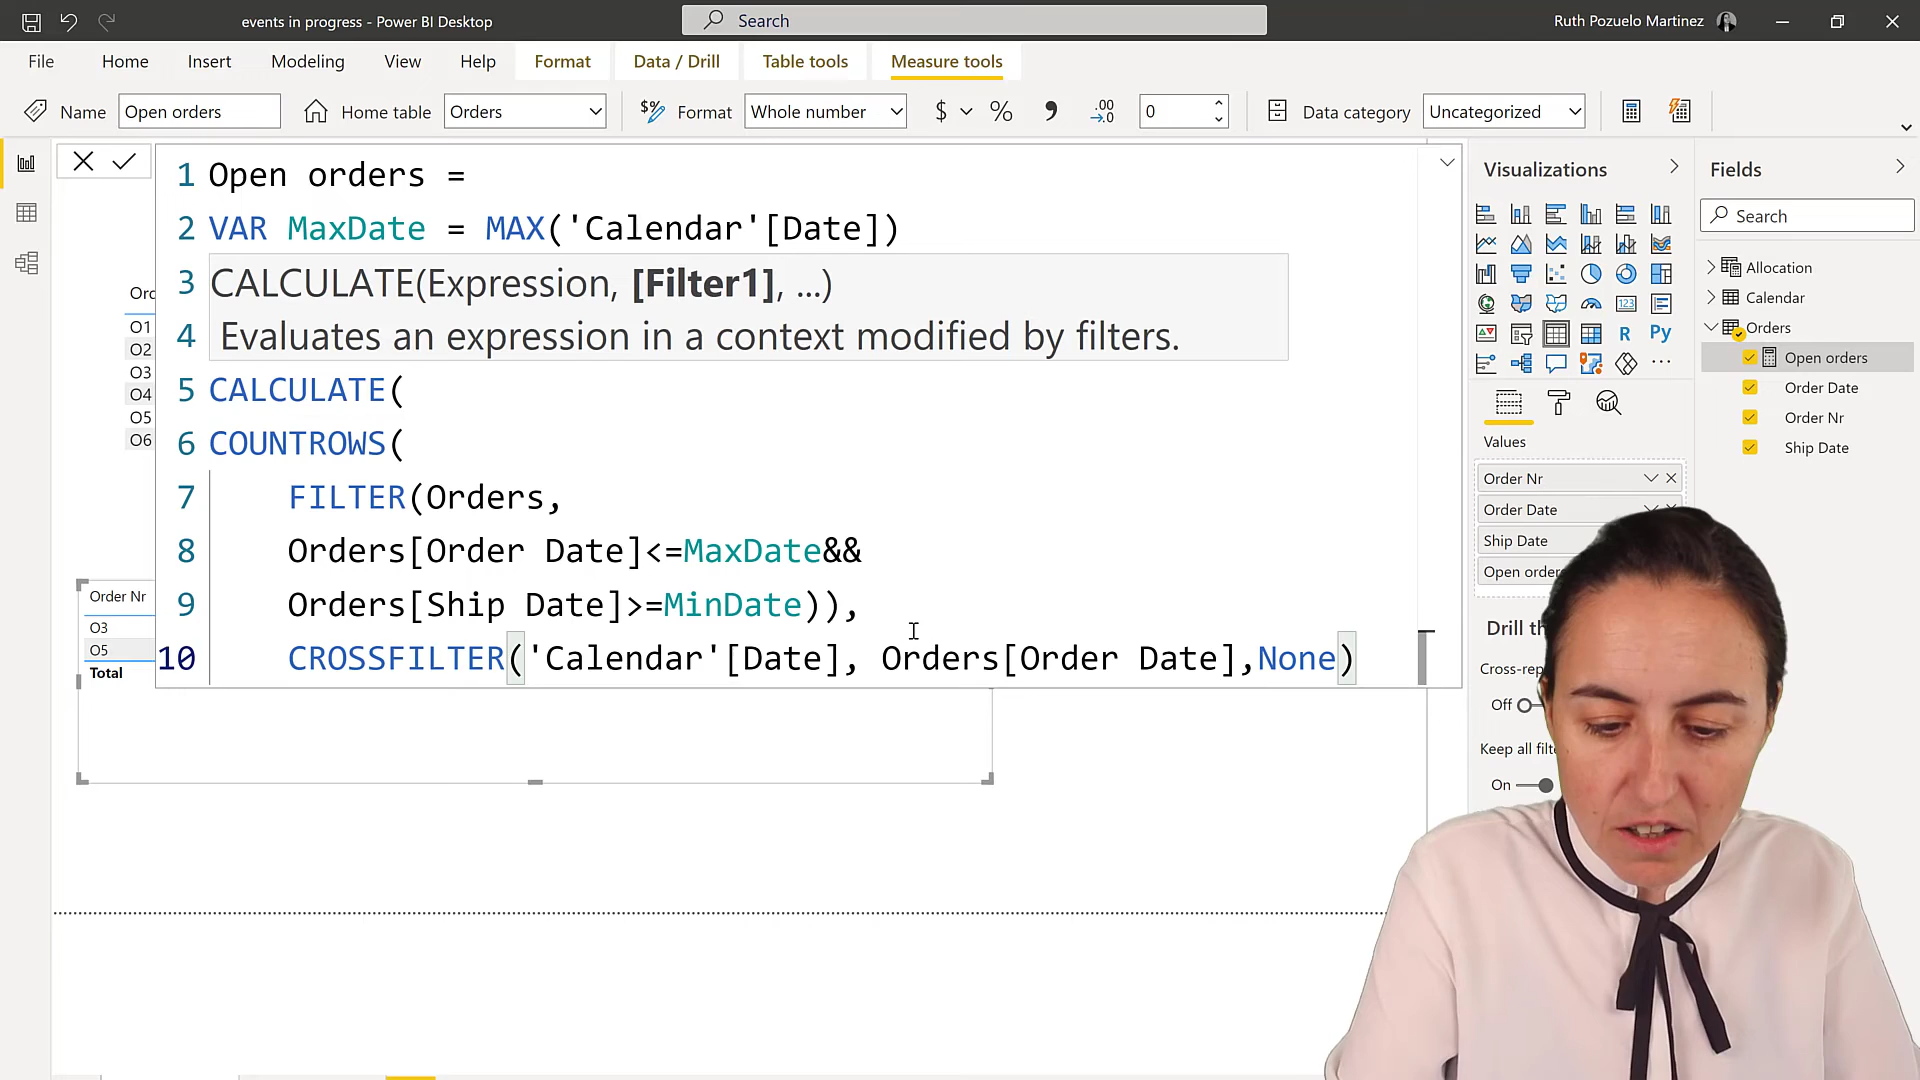 events in progress - Power BI Desktop
Search
Ruth Pozuelo Martinez
File
Home
Insert
Modeling
View
Help
Format
Data / Drill
Table tools
Measure tools
Name
Open orders
Home table
Orders
Format
Whole number
$
%
.00
0
Data category
Uncategorized
1 Open orders =
2 VAR MaxDate = MAX('Calendar'[Date])
3 CALCULATE(Expression, [Filter1], ...)
4 Evaluates an expression in a context modified by filters.
5 CALCULATE(
6 COUNTROWS(
7 FILTER(Orders,
8 Orders[Order Date]<=MaxDate&&
9 Orders[Ship Date]>=MinDate)),
10 CROSSFILTER('Calendar'[Date], Orders[Order Date],None)
O1
O2
O3
O4
O5
O6
Order Nr
O3
O5
Total
Visualizations
123
R
Py
Values
Order Nr
Order Date
Ship Date
Off
On
Fields
Search
Allocation
Calendar
Orders
Open orders
Order Date
Order Nr
Ship Date